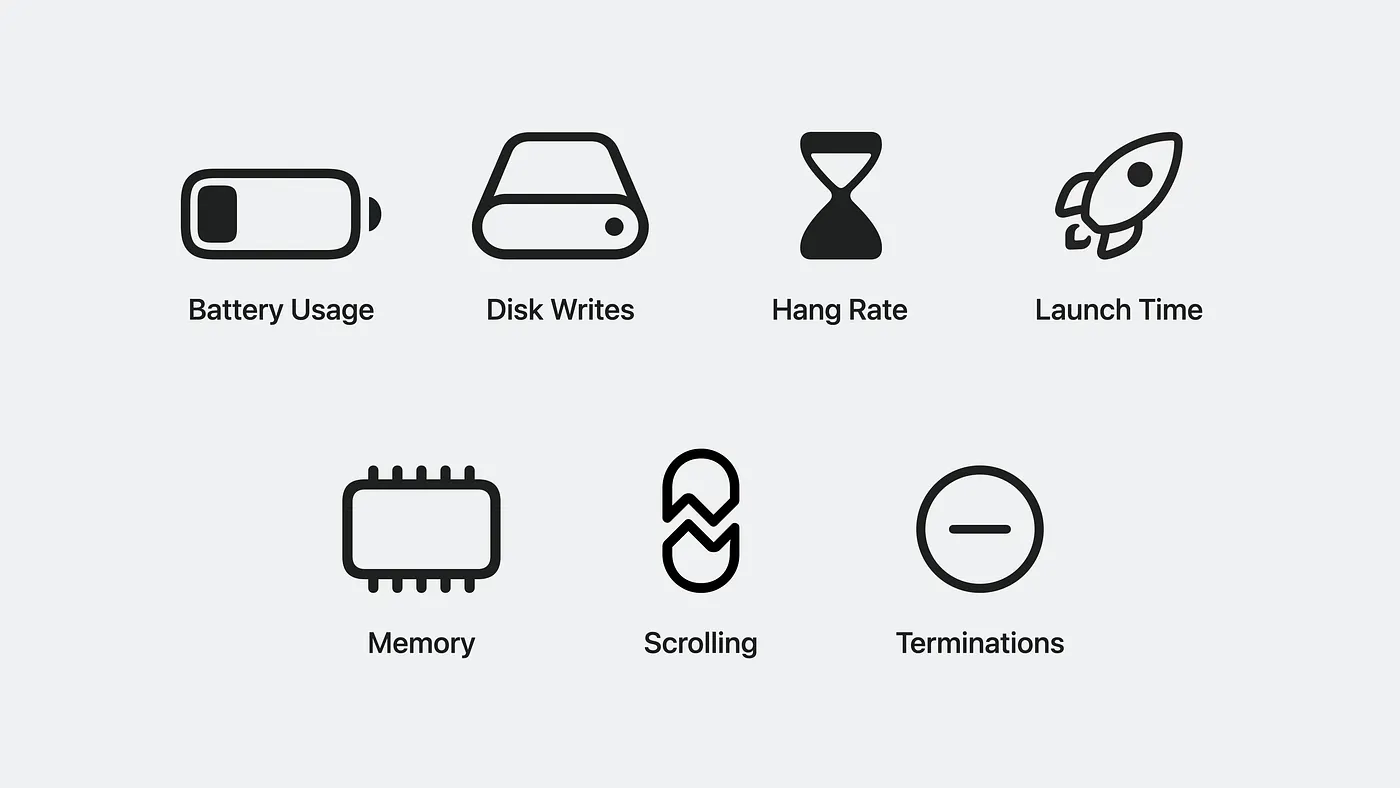 Battery Usage
Disk Writes
Hang Rate
Launch Time
Memory
Scrolling
Terminations